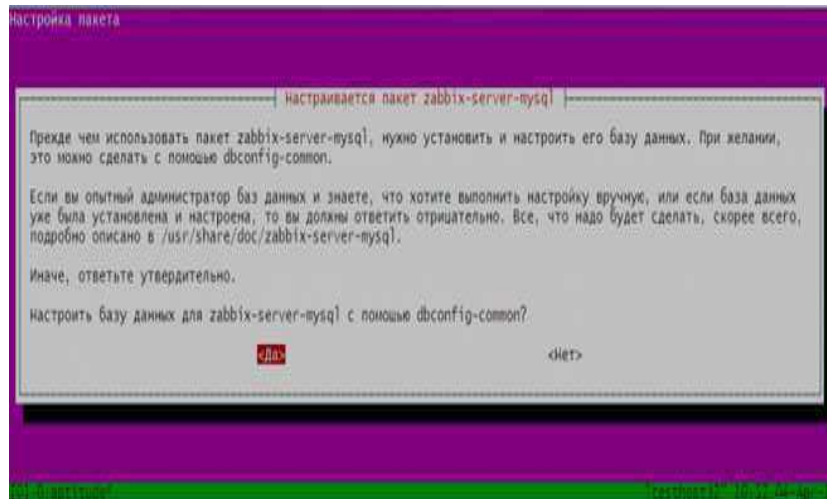 Настройка пакета
Настраивается пакет zabbix-server-mysql
Прежде чем использовать пакет zabbix-server-mysql, нужно установить и настроить его базу данных. При желании,
это можно сделать с помощью dbconfig-common.
Если вы опытный администратор баз данных и знаете, что хотите выполнить настройку вручную, или если база данных
уже была установлена и настроена, то вы должны ответить отрицательно. Все, что надо будет сделать, скорее всего,
подробно описано в /usr/share/doc/zabbix-server-mysql.
Иначе, ответьте утвердительно.
Настроить базу данных для zabbix-server-mysql с помощью dbconfig-common?
<Да> <Нет>